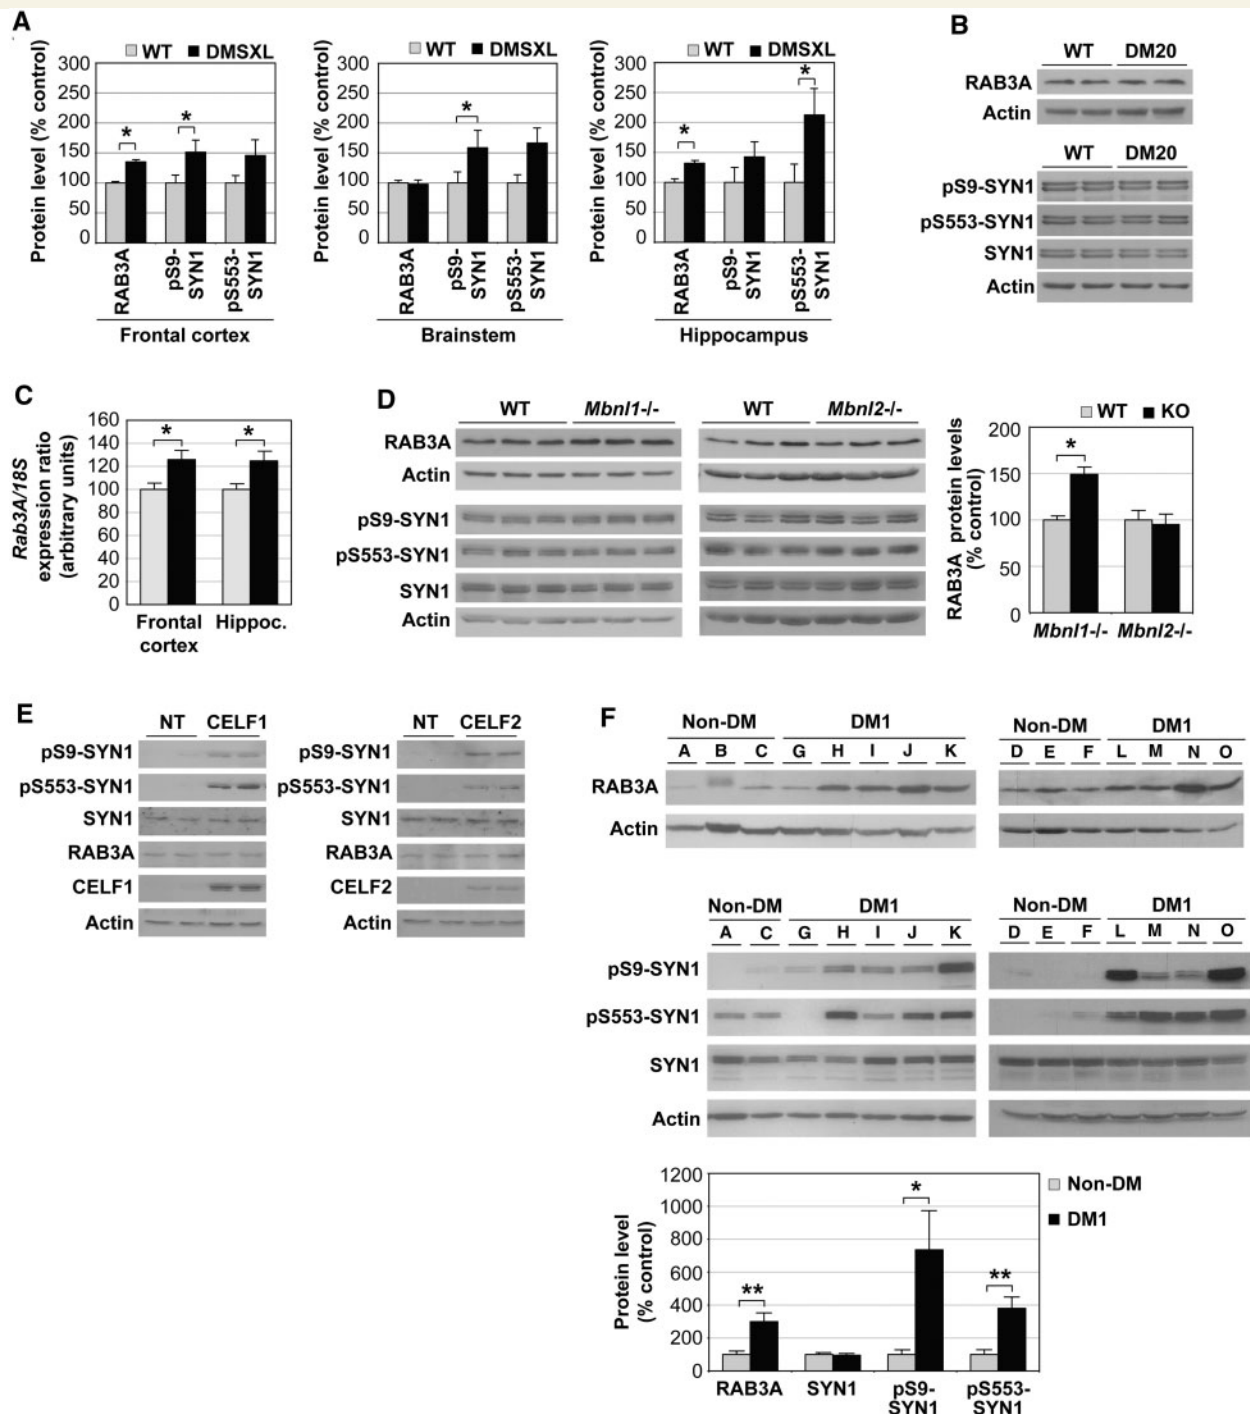 A
WT DMSXL
Protein level (% control)
300
250
200
150
100
50
0
*
*
RAB3A
pS9-
SYN1
pS553-
SYN1
Frontal cortex
WT DMSXL
Protein level (% control)
300
250
200
150
100
50
0
*
RAB3A
pS9-
SYN1
pS553-
SYN1
Brainstem
WT DMSXL
Protein level (% control)
300
250
200
150
100
50
0
*
*
RAB3A
pS9-
SYN1
pS553-
SYN1
Hippocampus
B
WT DM20
RAB3A
Actin
WT DM20
pS9-SYN1
pS553-SYN1
SYN1
Actin
C
Rab3A/18S
expression ratio
(arbitrary units)
160
140
120
100
80
60
40
20
0
*
*
Frontal
cortex
Hippoc.
D
WT Mbnl1-/-
WT Mbnl2-/-
RAB3A
Actin
pS9-SYN1
pS553-SYN1
SYN1
Actin
WT KO
RAB3A protein levels
(% control)
200
150
100
50
0
*
Mbnl1-/- Mbnl2-/-
E
NT CELF1
pS9-SYN1
pS553-SYN1
SYN1
RAB3A
CELF1
Actin
NT CELF2
pS9-SYN1
pS553-SYN1
SYN1
RAB3A
CELF2
Actin
F
Non-DM DM1
A B C G H I J K
Non-DM DM1
D E F L M N O
RAB3A
Actin
Non-DM DM1
A C G H I J K
Non-DM DM1
D E F L M N O
pS9-SYN1
pS553-SYN1
SYN1
Actin
Protein level
(% control)
1200
1000
800
600
400
200
0
**
*
**
RAB3A
SYN1
pS9-
SYN1
pS553-
SYN1
Non-DM
DM1